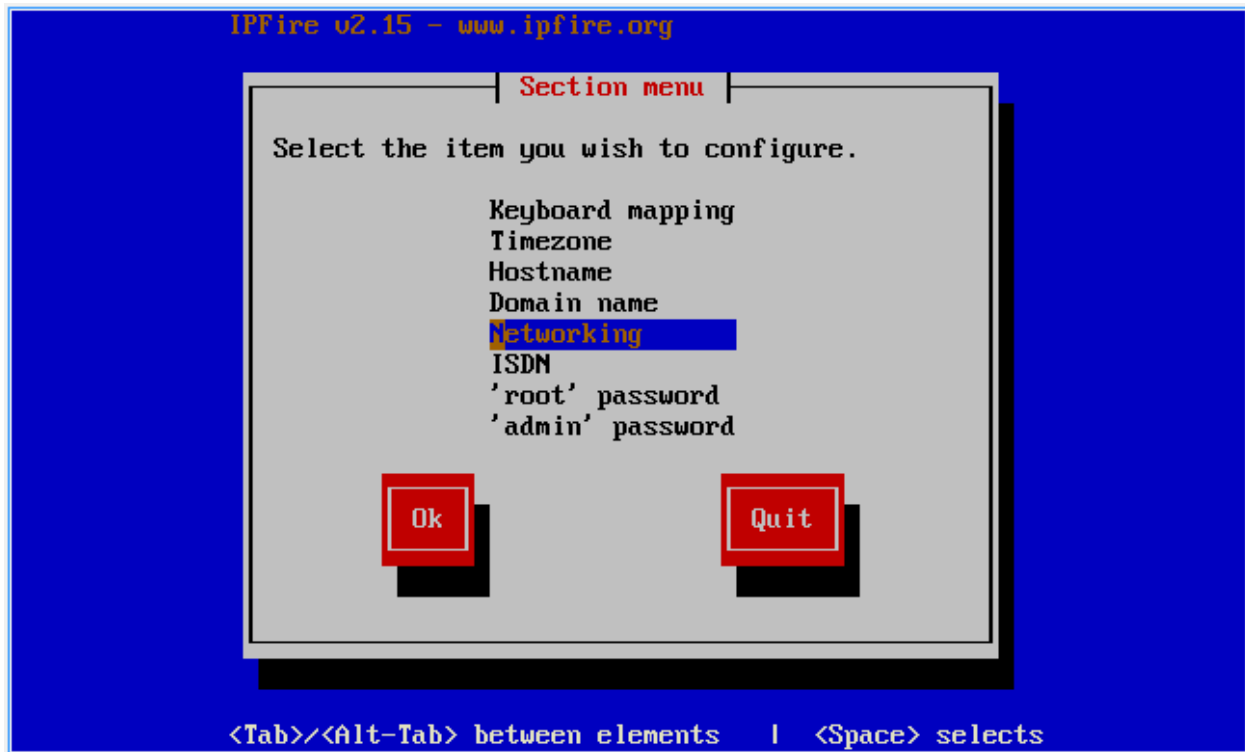 IPFire v2.15 - www.ipfire.org
Section menu
Select the item you wish to configure.
Keyboard mapping
Timezone
Hostname
Domain name
Networking
ISDN
'root' password
'admin' password
Ok Quit
<Tab>/<Alt-Tab> between elements | <Space> selects